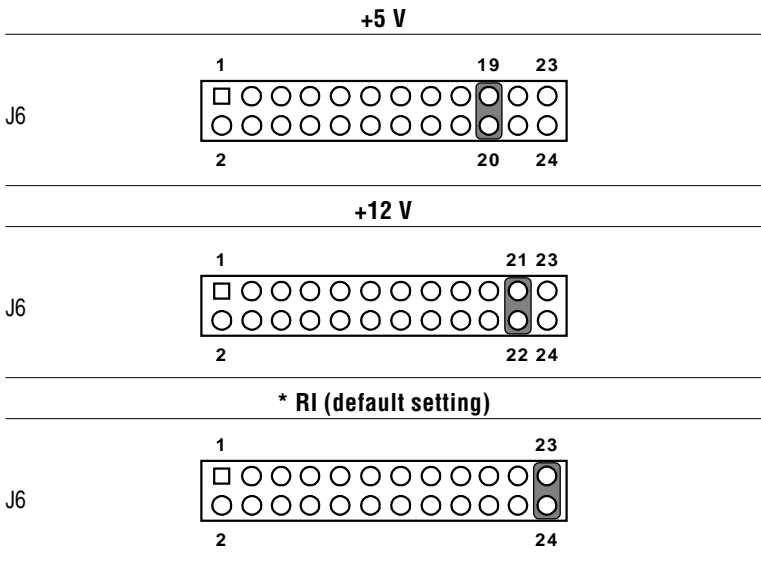 +5 V
1 19 23
J6
2 20 24
+12 V
1 21 23
J6
2 22 24
* RI (default setting)
1 23
J6
2 24